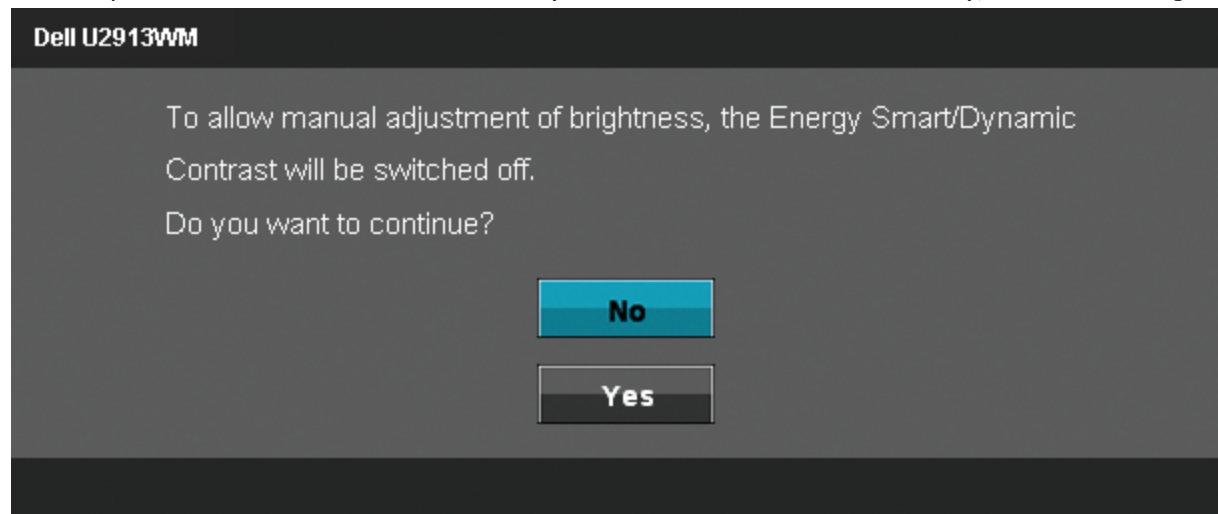 Dell U2913WM
To allow manual adjustment of brightness, the Energy Smart/Dynamic
Contrast will be switched off.
Do you want to continue?
No
Yes